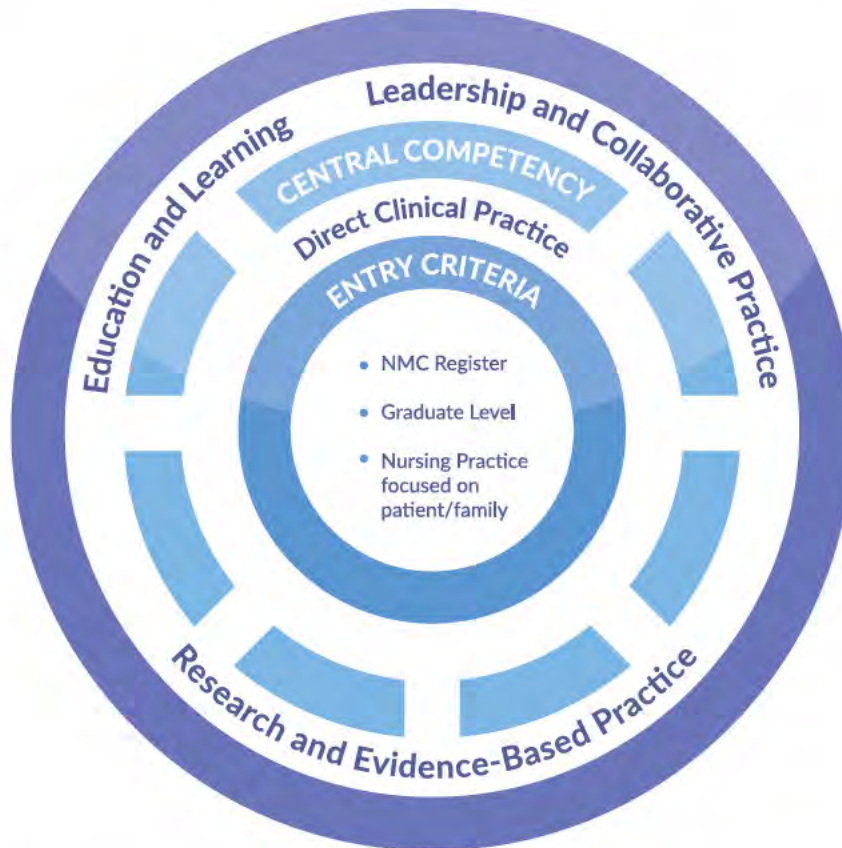 Leadership and Collaborative Practice
Education and Learning
CENTRAL COMPETENCY
Direct Clinical Practice
ENTRY CRITERIA
• NMC Register
• Graduate Level
• Nursing Practice
focused on
patient/family
Research and Evidence-Based Practice